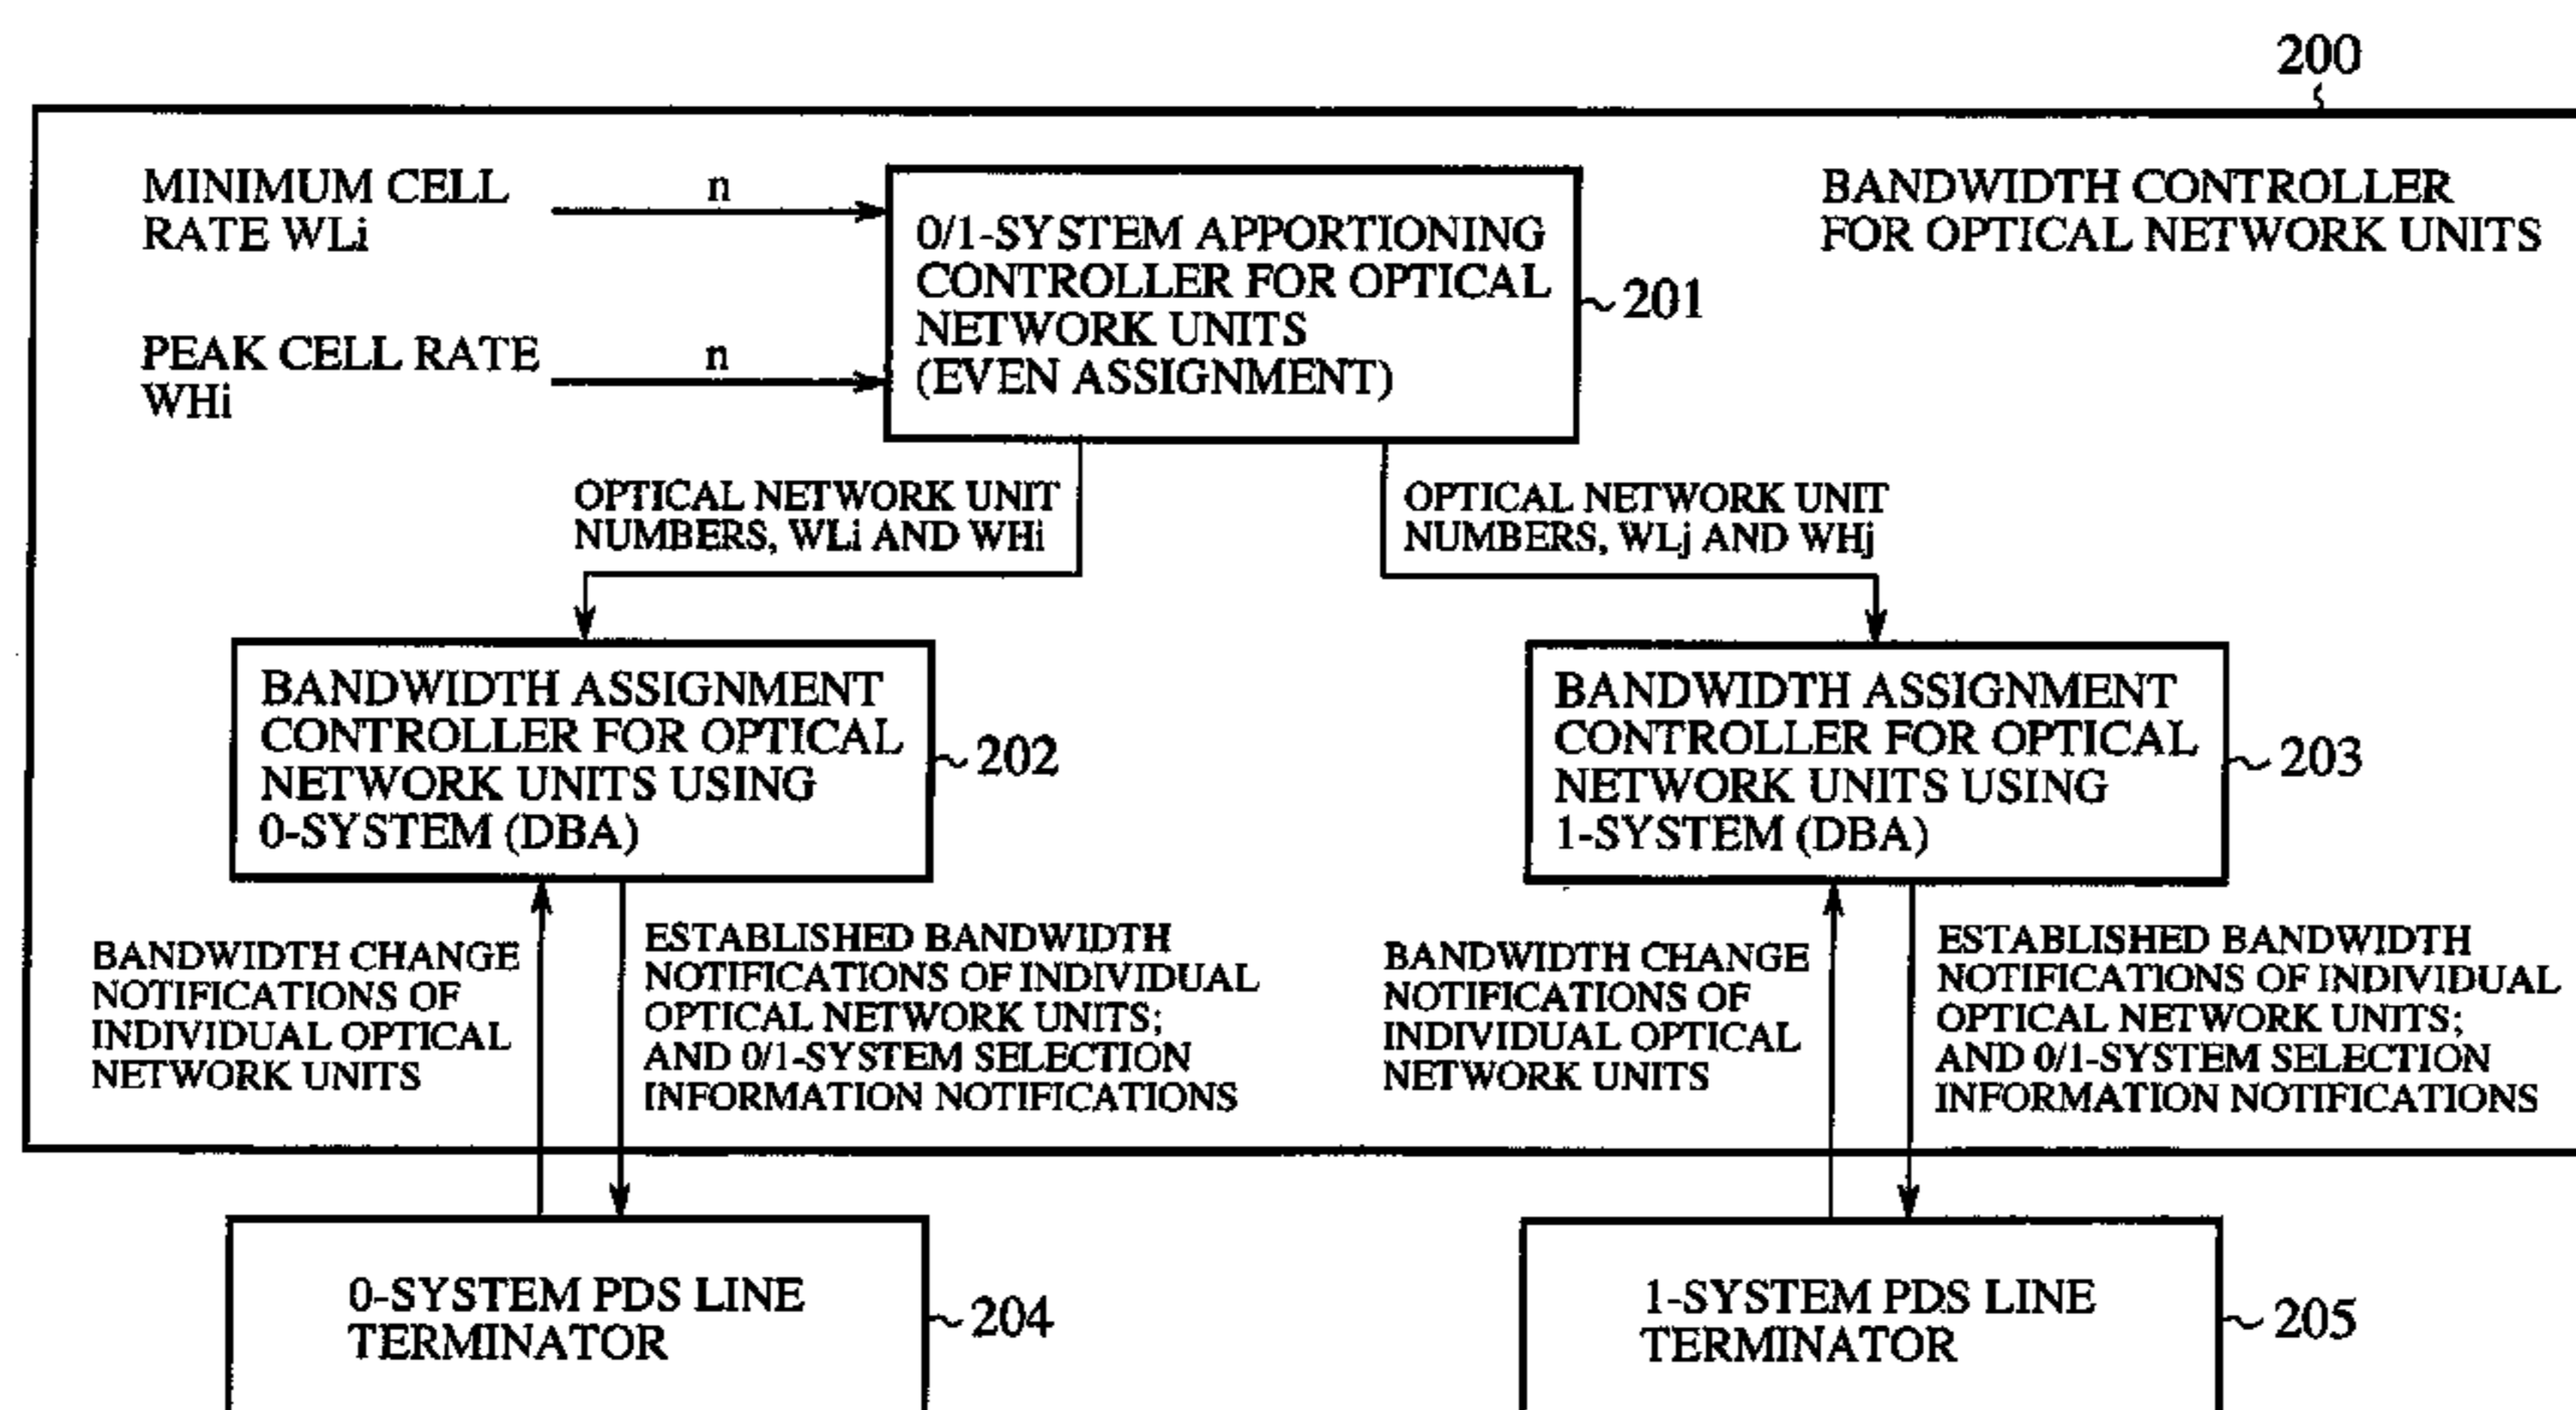 200
MINIMUM CELL
RATE WLi
n
PEAK CELL RATE
WHi
n
0/1-SYSTEM APPORTIONING
CONTROLLER FOR OPTICAL
NETWORK UNITS
(EVEN ASSIGNMENT)
201
BANDWIDTH CONTROLLER
FOR OPTICAL NETWORK UNITS
OPTICAL NETWORK UNIT
NUMBERS, WLi AND WHi
OPTICAL NETWORK UNIT
NUMBERS, WLj AND WHj
BANDWIDTH ASSIGNMENT
CONTROLLER FOR OPTICAL
NETWORK UNITS USING
0-SYSTEM (DBA)
202
BANDWIDTH ASSIGNMENT
CONTROLLER FOR OPTICAL
NETWORK UNITS USING
1-SYSTEM (DBA)
203
BANDWIDTH CHANGE
NOTIFICATIONS OF
INDIVIDUAL OPTICAL
NETWORK UNITS
ESTABLISHED BANDWIDTH
NOTIFICATIONS OF INDIVIDUAL
OPTICAL NETWORK UNITS;
AND 0/1-SYSTEM SELECTION
INFORMATION NOTIFICATIONS
BANDWIDTH CHANGE
NOTIFICATIONS OF
INDIVIDUAL OPTICAL
NETWORK UNITS
ESTABLISHED BANDWIDTH
NOTIFICATIONS OF INDIVIDUAL
OPTICAL NETWORK UNITS;
AND 0/1-SYSTEM SELECTION
INFORMATION NOTIFICATIONS
0-SYSTEM PDS LINE
TERMINATOR
204
1-SYSTEM PDS LINE
TERMINATOR
205